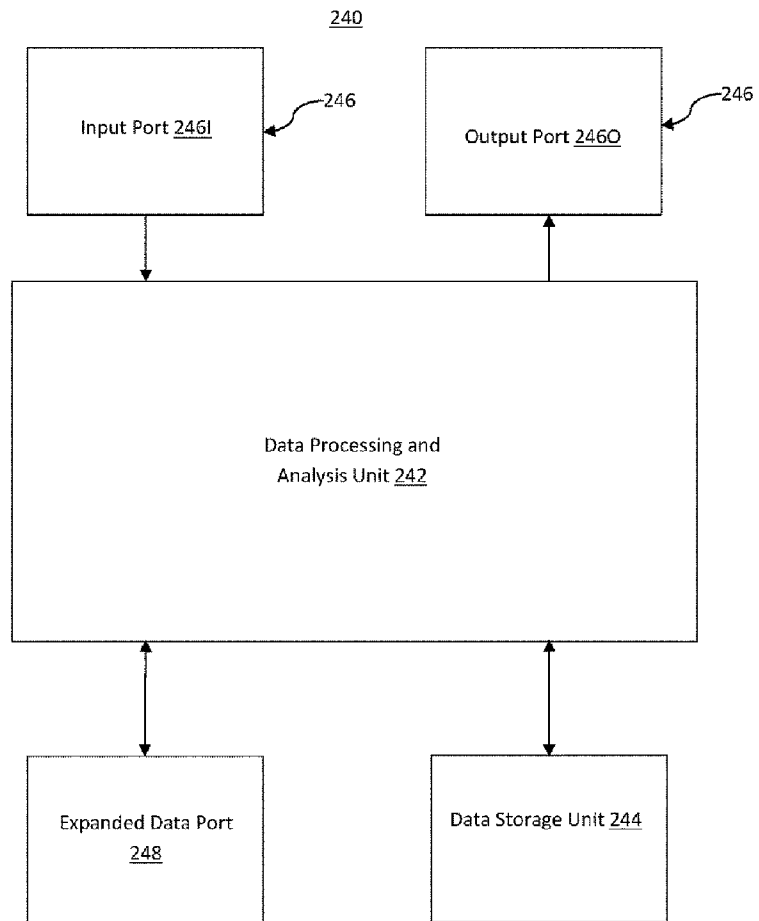 240
Input Port 246I
246
Output Port 246O
246
Data Processing and
Analysis Unit 242
Expanded Data Port
248
Data Storage Unit 244